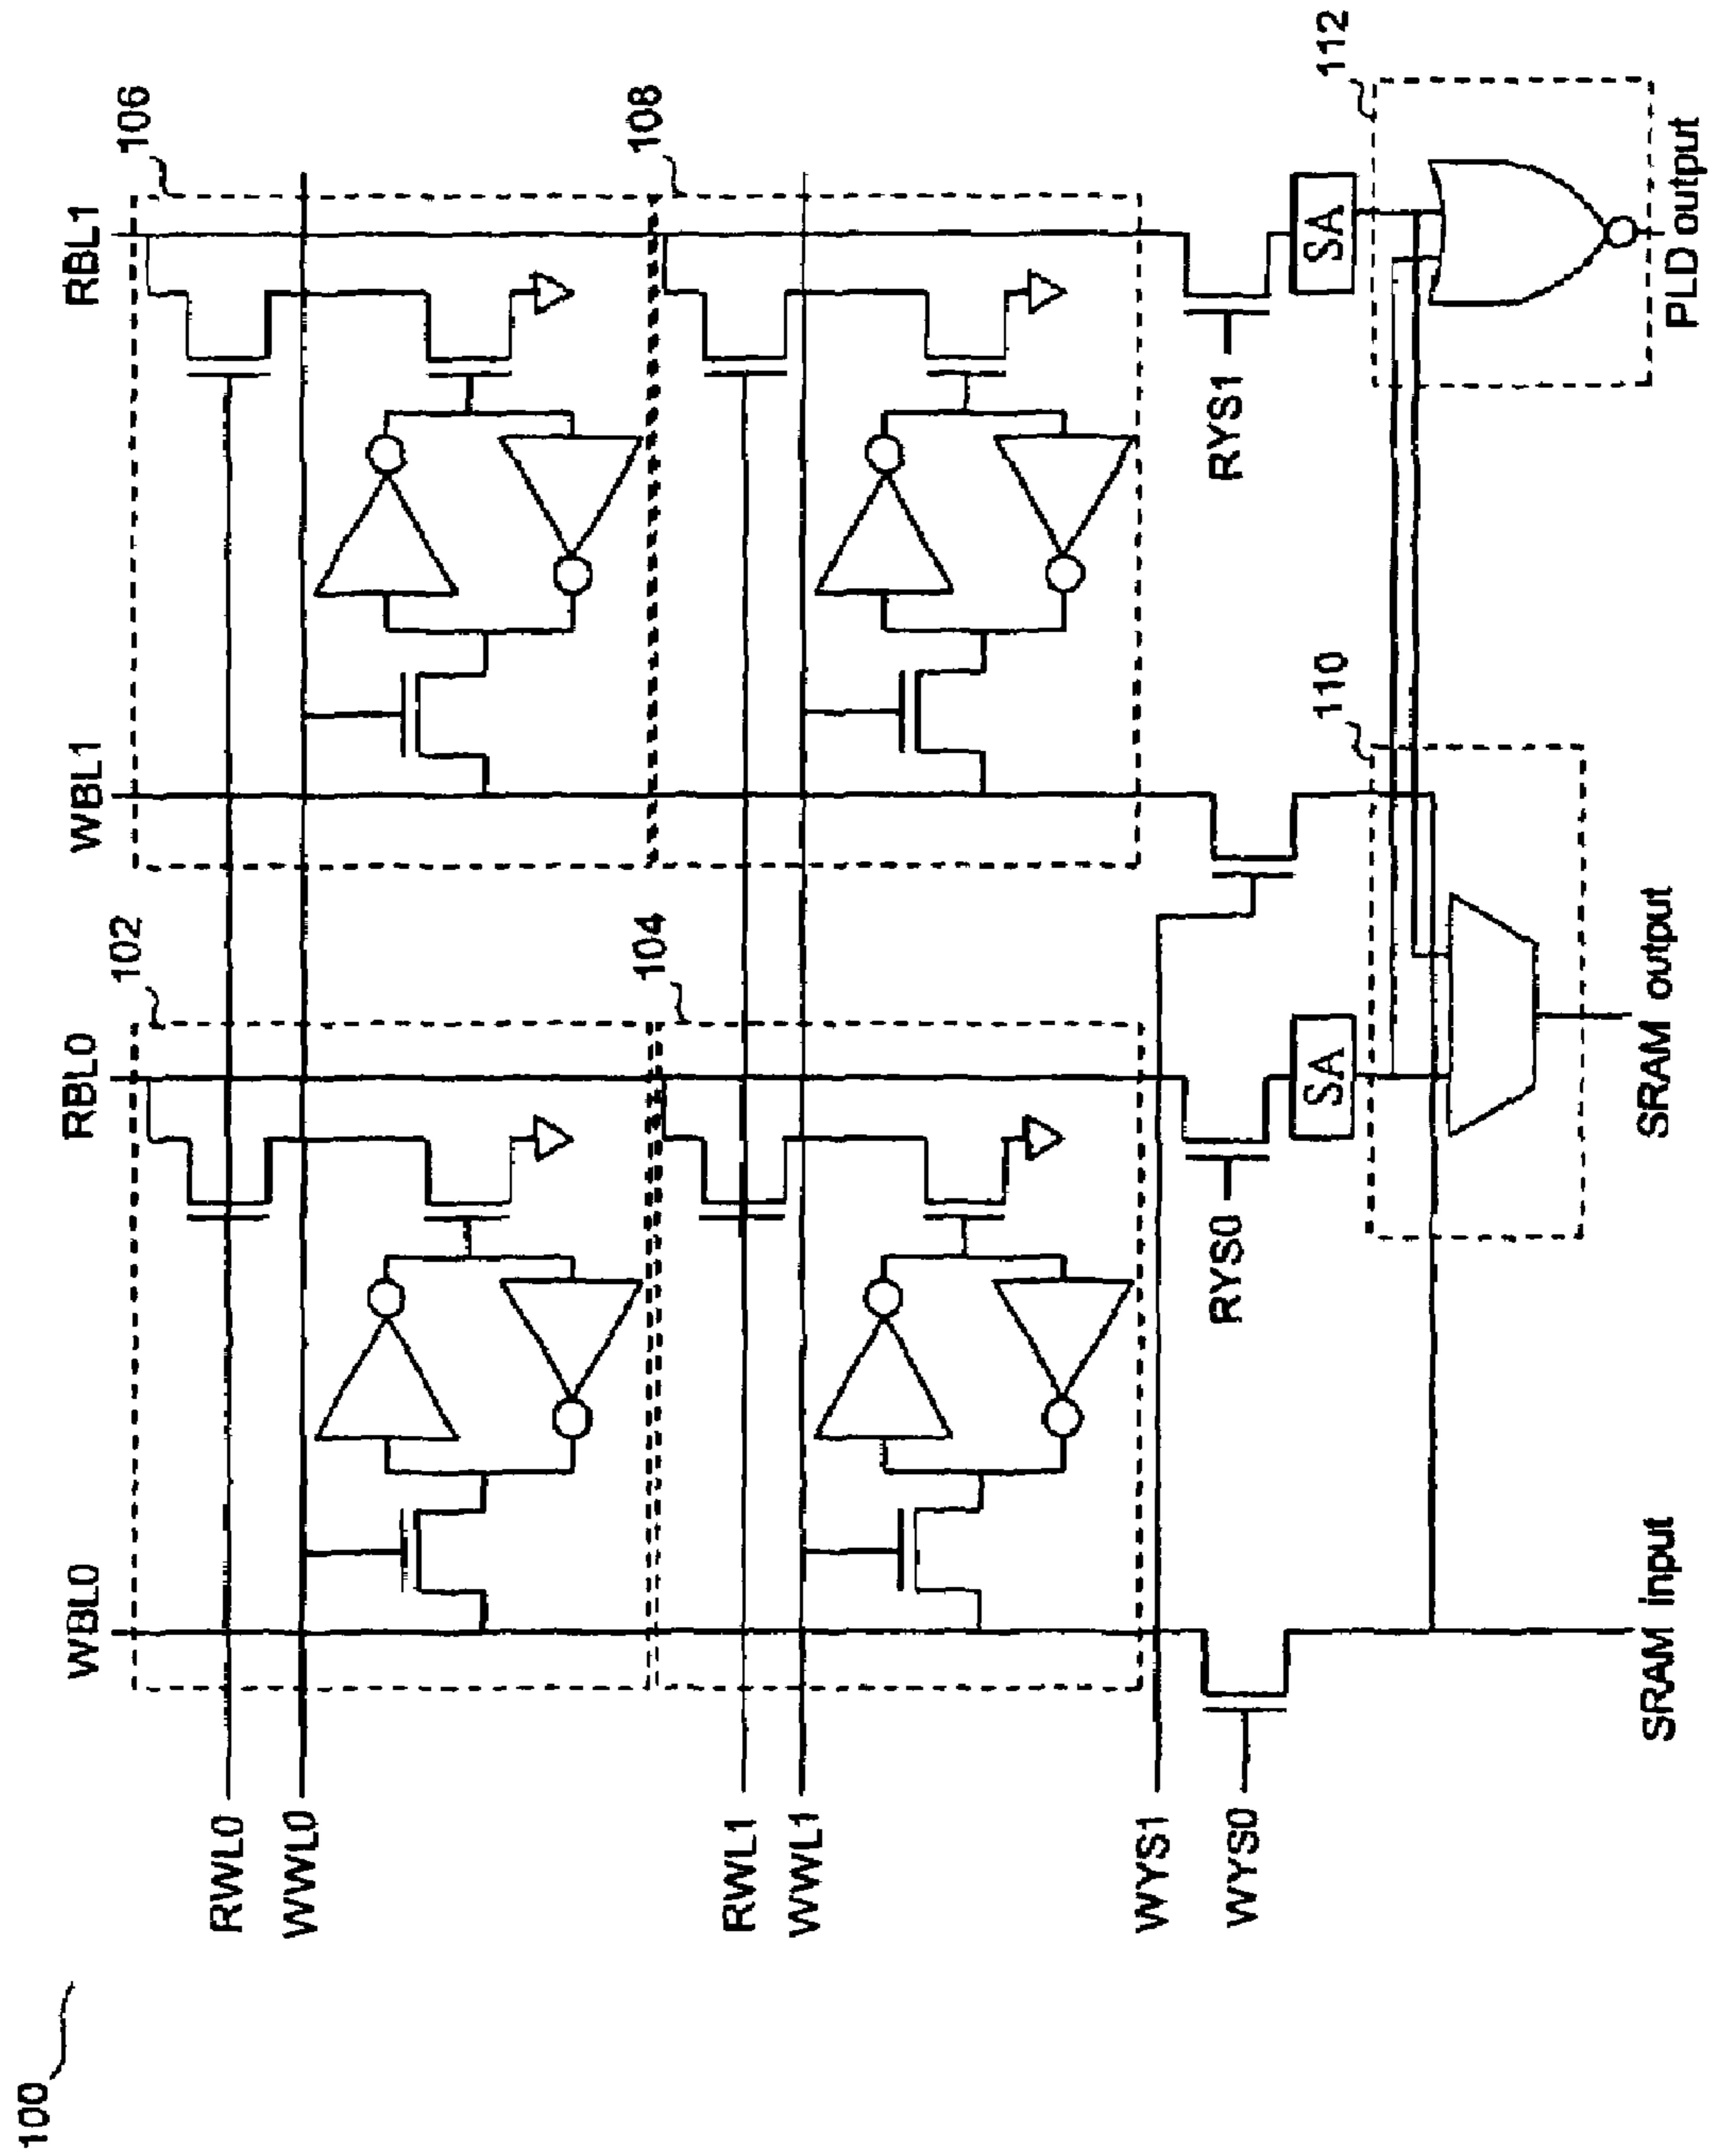 100
WBL0
RBL0
WBL1
RBL1
102
106
RWL0
WWL0
104
108
RWL1
WWL1
WYS1
WYS0
RYS0
RYS1
SA
SA
110
112
SRAM input
SRAM output
PLD output